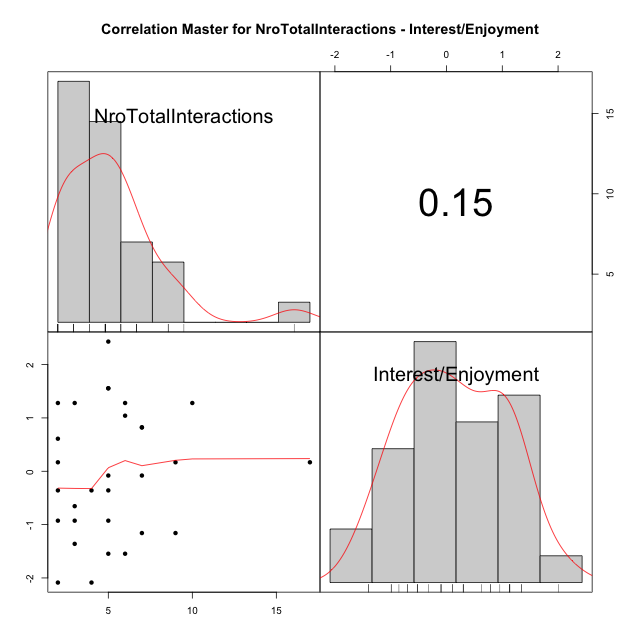 Correlation Master for NroTotalInteractions - Interest/Enjoyment
-2 -1 0 1 2
NroTotalInteractions
0.15
15
10
5
Interest/Enjoyment
2
1
0
-1
-2
5 10 15